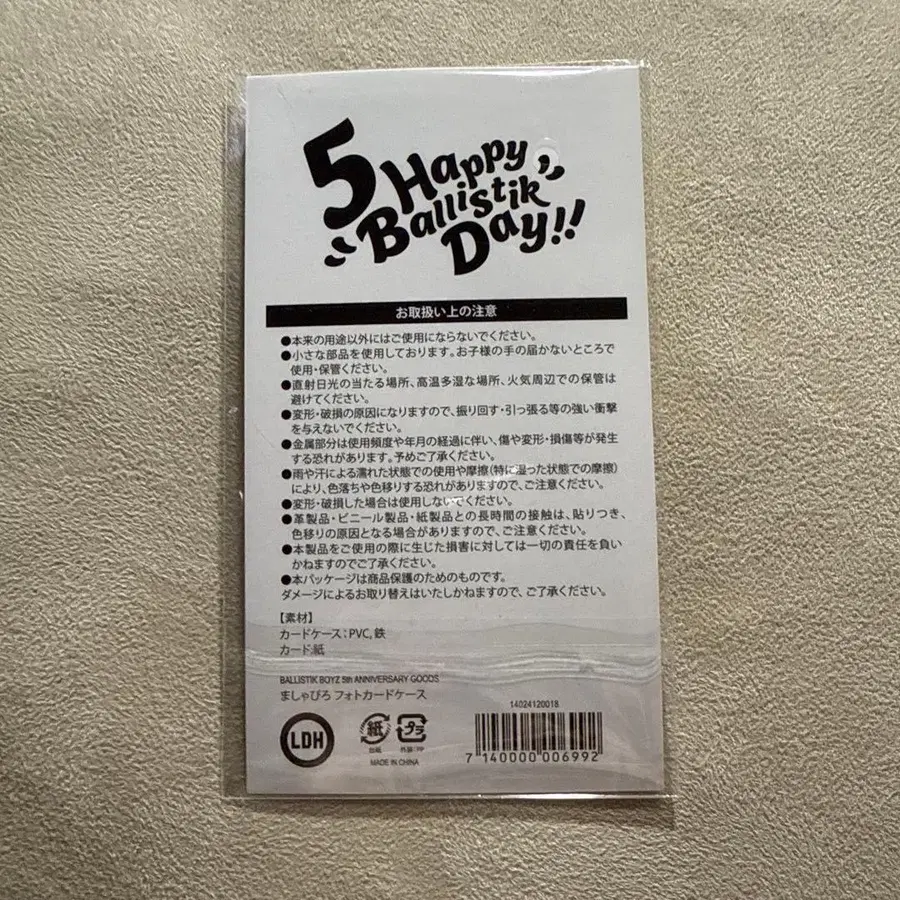 5 Happy
Ballistik
Day!!
お取扱い上の注意
●本来の用途以外にはご使用にならないでください。
●小さな部品を使用しております。お子様の手の届かないところで
使用・保管ください。
●直射日光の当たる場所、高温多湿な場所、火気周辺での保管は
避けてください。
●変形・破損の原因になりますので、振り回す・引っ張る等の強い衝撃
を与えないでください。
●金属部分は使用頻度や年月の経過に伴い、傷や変形・損傷等が発生
する恐れがあります。予めご了承ください。
●雨や汗による濡れた状態での使用や摩擦(特に湿った状態での摩擦)
により、色落ちや色移りする恐れがありますので、ご注意ください。
●変形・破損した場合は使用しないでください。
●革製品・ビニール製品・紙製品との長時間の接触は、貼りつき、
色移りの原因となる場合がありますので、ご注意ください。
●本製品をご使用の際に生じた損害に対しては一切の責任を負い
かねますのでご了承ください。
●本パッケージは商品保護のためのものです。
ダメージによるお取り替えはいたしかねますので、ご了承ください。
【素材】
カードケース：PVC, 鉄
カード:紙
BALLISTIK BOYZ 5th ANNIVERSARY GOODS
ましゃぴろ フォトカードケース
LDH
紙
台紙
プラ
外袋:PP
MADE IN CHINA
14024120018
7 140000 006992